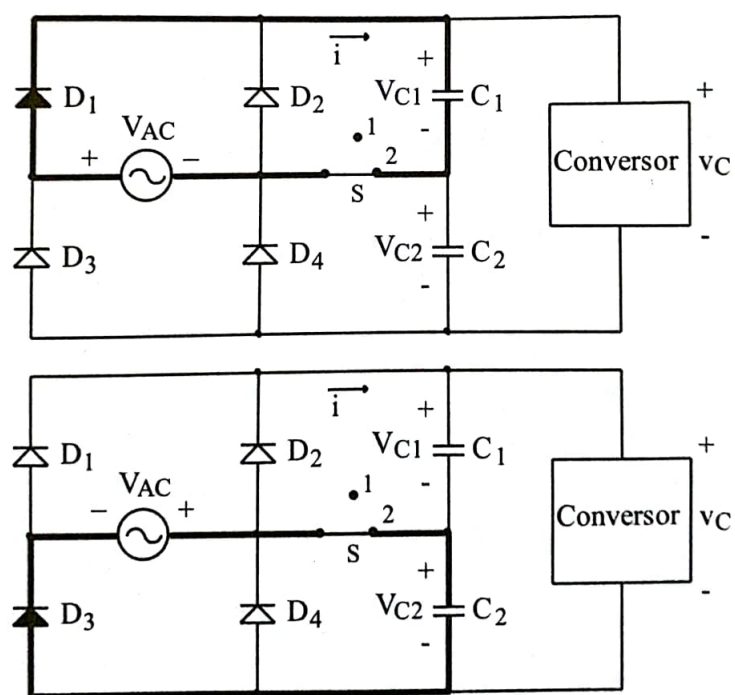 i
+
D1
D2
VC1
C1
+
VAC
1
-
+
-
2
Conversor
vC
S
+
D3
D4
VC2
C2
-
-
i
+
D1
D2
VC1
C1
+
VAC
1
-
-
+
2
Conversor
vC
S
+
D3
D4
VC2
C2
-
-